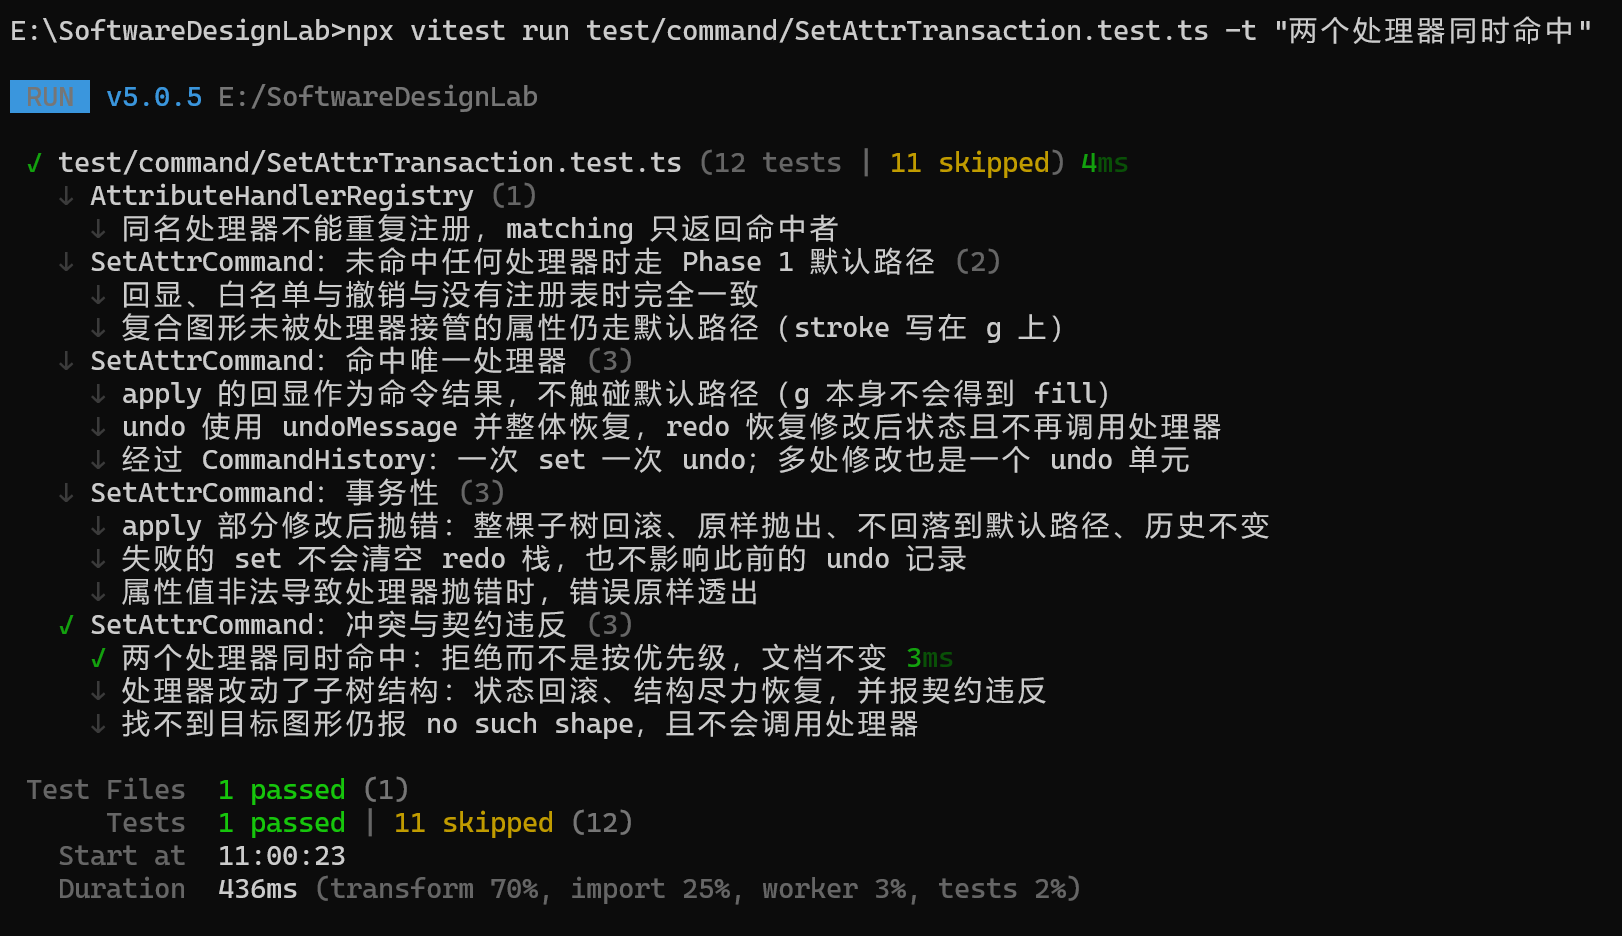 E:\SoftwareDesignLab>npx vitest run test/command/SetAttrTransaction.test.ts -t "两个处理器同时命中"
RUN v5.0.5 E:/SoftwareDesignLab
✓ test/command/SetAttrTransaction.test.ts (12 tests | 11 skipped) 4ms
↓ AttributeHandlerRegistry (1)
↓ 同名处理器不能重复注册，matching 只返回命中者
↓ SetAttrCommand：未命中任何处理器时走 Phase 1 默认路径 (2)
↓ 回显、白名单与撤销与没有注册表时完全一致
↓ 复合图形未被处理器接管的属性仍走默认路径（stroke 写在 g 上）
↓ SetAttrCommand：命中唯一处理器 (3)
↓ apply 的回显作为命令结果，不触碰默认路径（g 本身不会得到 fill）
↓ undo 使用 undoMessage 并整体恢复，redo 恢复修改后状态且不再调用处理器
↓ 经过 CommandHistory：一次 set 一次 undo；多处修改也是一个 undo 单元
↓ SetAttrCommand：事务性 (3)
↓ apply 部分修改后抛错：整棵子树回滚、原样抛出、不回落到默认路径、历史不变
↓ 失败的 set 不会清空 redo 栈，也不影响此前的 undo 记录
↓ 属性值非法导致处理器抛错时，错误原样透出
✓ SetAttrCommand：冲突与契约违反 (3)
✓ 两个处理器同时命中：拒绝而不是按优先级，文档不变 3ms
↓ 处理器改动了子树结构：状态回滚、结构尽力恢复，并报契约违反
↓ 找不到目标图形仍报 no such shape，且不会调用处理器
Test Files 1 passed (1)
Tests 1 passed | 11 skipped (12)
Start at 11:00:23
Duration 436ms (transform 70%, import 25%, worker 3%, tests 2%)